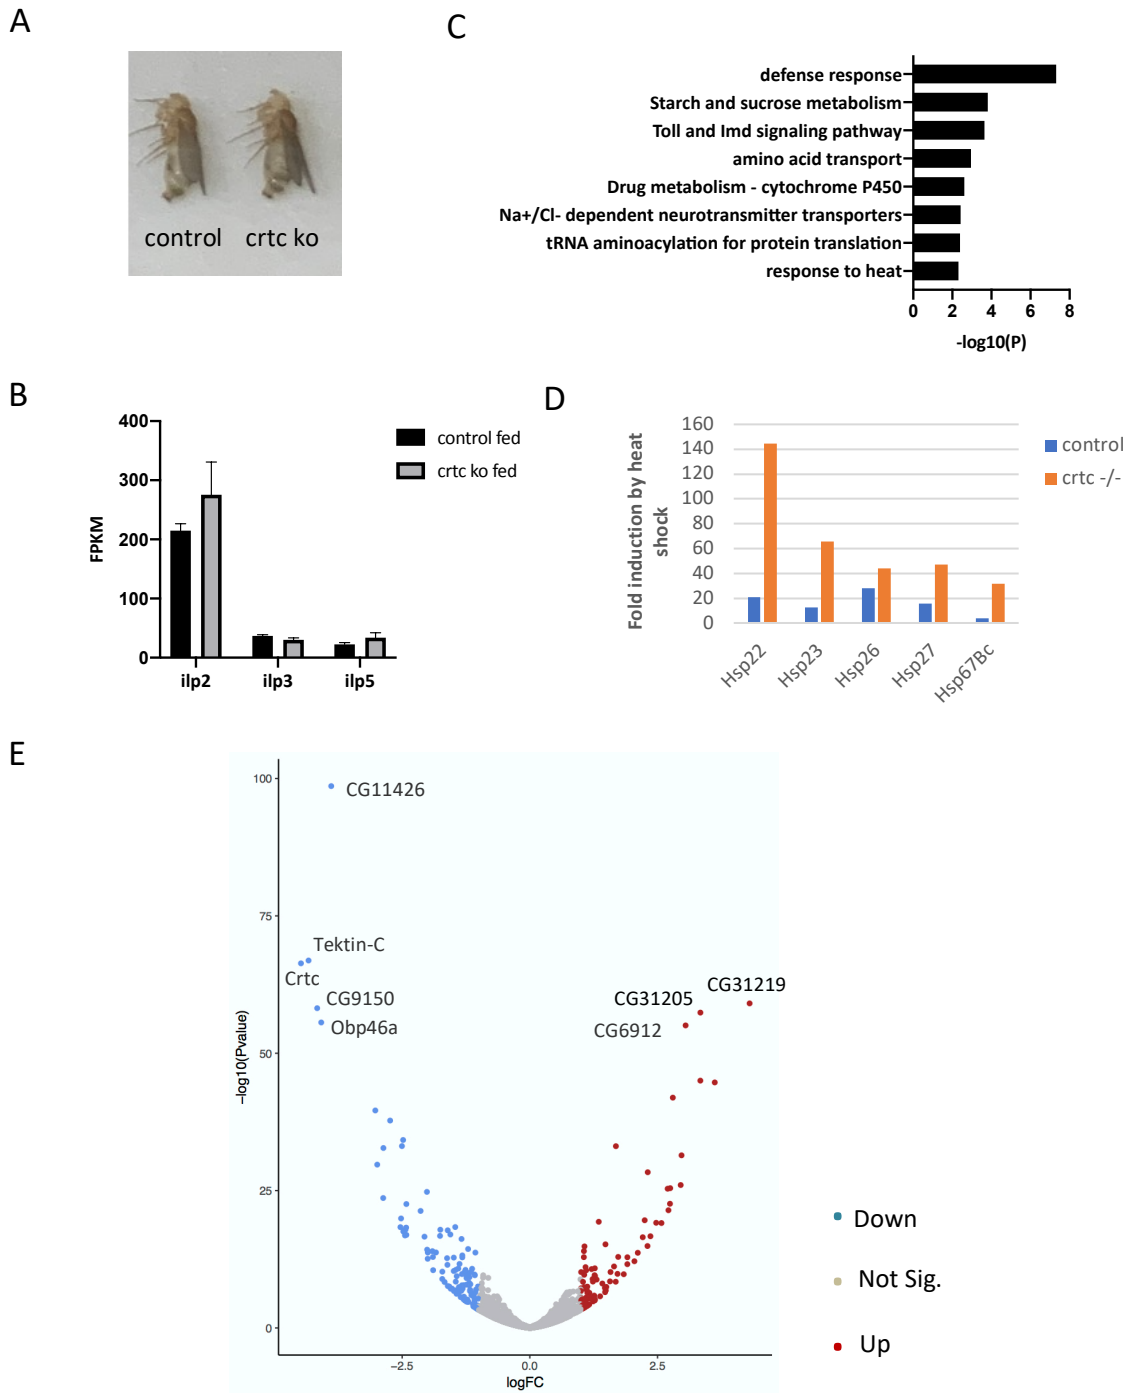 A
control crtc ko
C
defense response
Starch and sucrose metabolism
Toll and Imd signaling pathway
amino acid transport
Drug metabolism - cytochrome P450
Na+/Cl- dependent neurotransmitter transporters
tRNA aminoacylation for protein translation
response to heat
0 2 4 6 8
-log10(P)
B
400
300
200
100
0
FPKM
ilp2 ilp3 ilp5
control fed
crtc ko fed
D
Fold induction by heat
shock
160
140
120
100
80
60
40
20
0
Hsp22 Hsp23 Hsp26 Hsp27 Hsp67Bc
control
crtc -/-
E
100
75
50
25
0
−log10(Pvalue)
CG11426
Tektin-C
Crtc
CG9150
Obp46a
CG31219
CG31205
CG6912
−2.5 0.0 2.5
logFC
Down
Not Sig.
Up